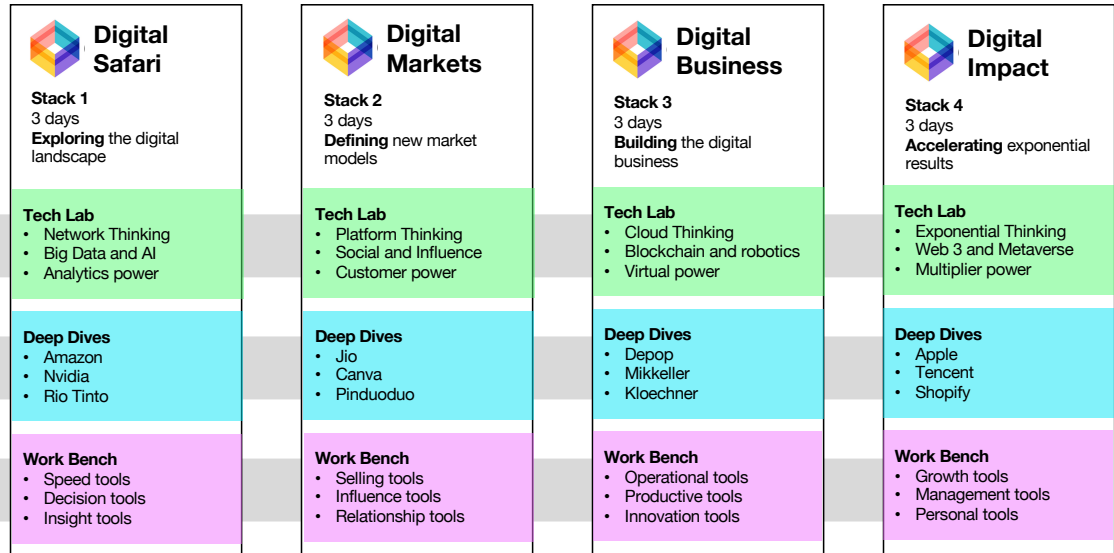 Digital
Safari
Stack 1
3 days
Exploring the digital
landscape
Tech Lab
• Network Thinking
• Big Data and AI
• Analytics power
Deep Dives
• Amazon
• Nvidia
• Rio Tinto
Work Bench
• Speed tools
• Decision tools
• Insight tools
Digital
Markets
Stack 2
3 days
Defining new market
models
Tech Lab
• Platform Thinking
• Social and Influence
• Customer power
Deep Dives
• Jio
• Canva
• Pinduoduo
Work Bench
• Selling tools
• Influence tools
• Relationship tools
Digital
Business
Stack 3
3 days
Building the digital
business
Tech Lab
• Cloud Thinking
• Blockchain and robotics
• Virtual power
Deep Dives
• Depop
• Mikkeller
• Kloechner
Work Bench
• Operational tools
• Productive tools
• Innovation tools
Digital
Impact
Stack 4
3 days
Accelerating exponential
results
Tech Lab
• Exponential Thinking
• Web 3 and Metaverse
• Multiplier power
Deep Dives
• Apple
• Tencent
• Shopify
Work Bench
• Growth tools
• Management tools
• Personal tools